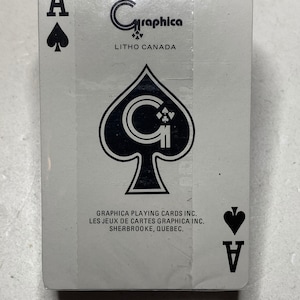 A
Graphica
LITHO CANADA
G
GRAPHICA PLAYING CARDS INC.
LES JEUX DE CARTES GRAPHICA INC.
SHERBROOKE, QUEBEC.
A